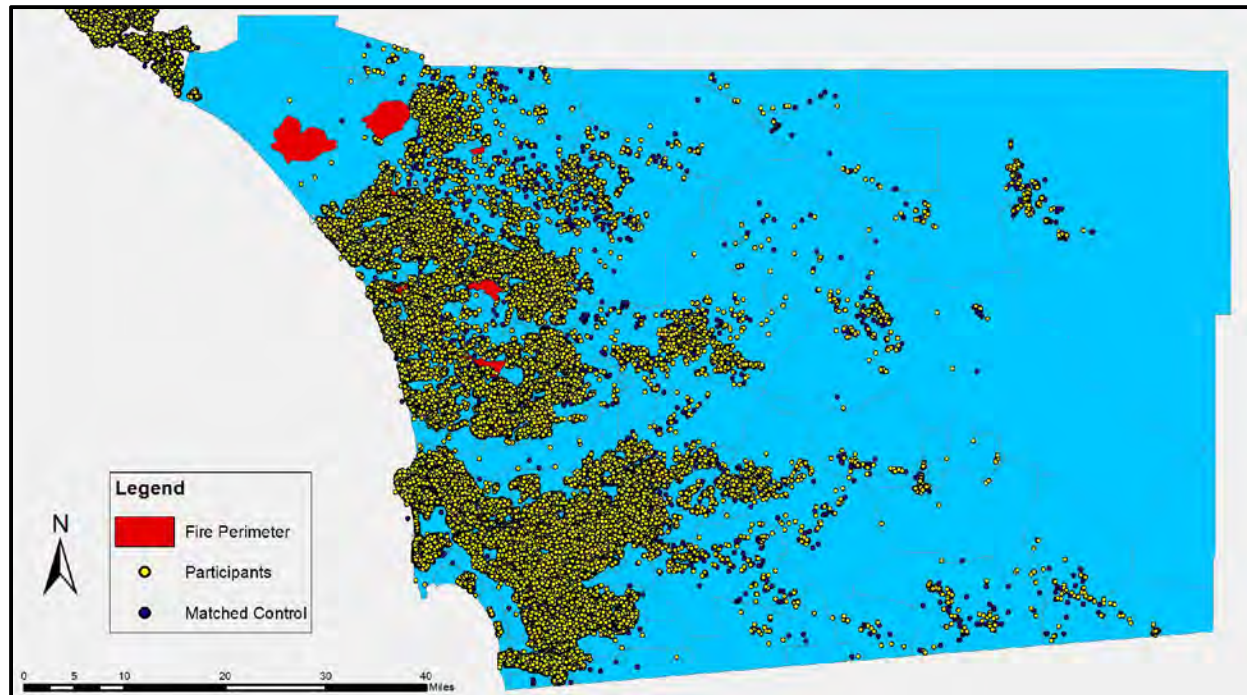 Legend
Fire Perimeter
Participants
Matched Control
N
0 5 10 20 30 40
Miles